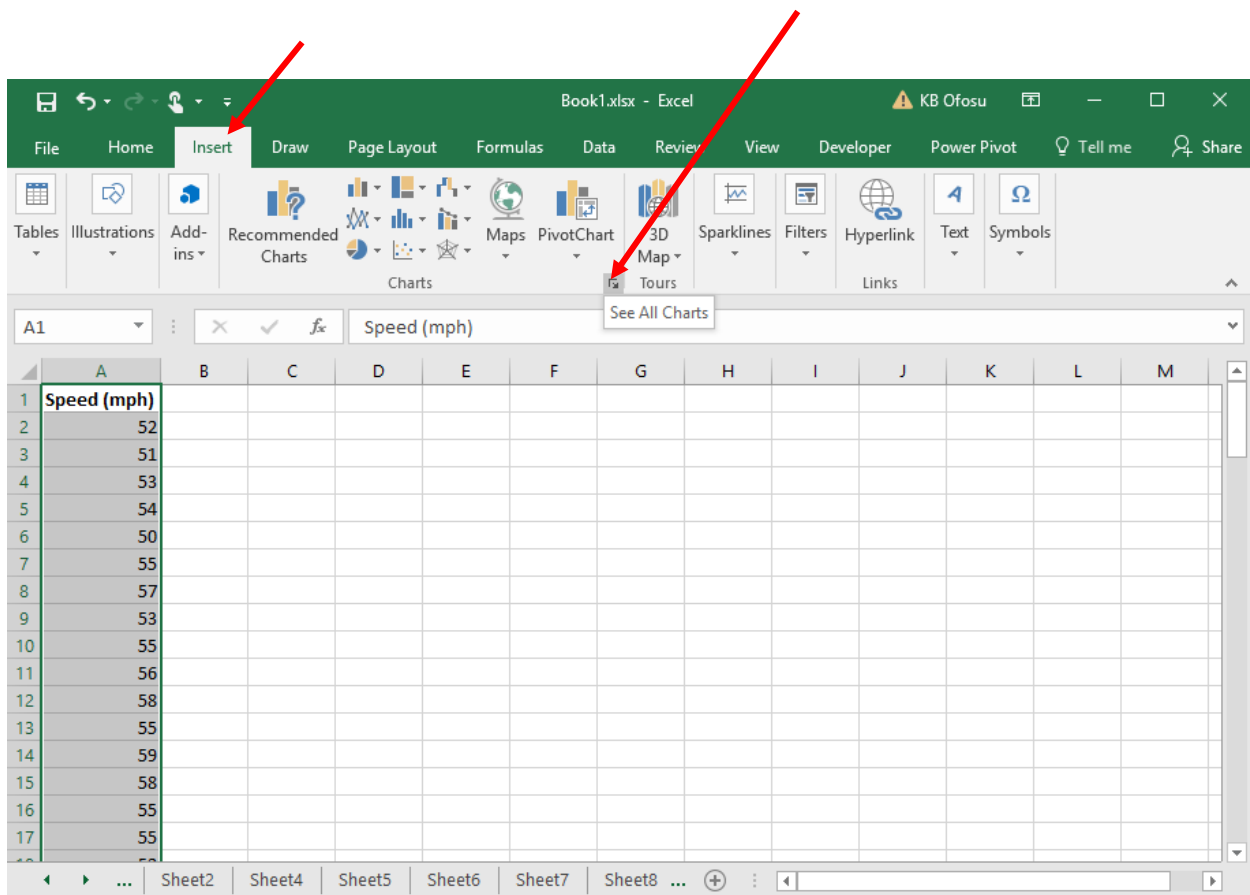 Book1.xlsx - Excel
KB Ofosu
File Home Insert Draw Page Layout Formulas Data Review View Developer Power Pivot Tell me Share
Tables
Illustrations
Add-
ins
Recommended
Charts
Maps
PivotChart
3D
Map
Sparklines
Filters
Hyperlink
Text
Symbols
Charts
Tours
Links
See All Charts
A1
fx
Speed (mph)
A B C D E F G H I J K L M
1 Speed (mph)
2 52
3 51
4 53
5 54
6 50
7 55
8 57
9 53
10 55
11 56
12 58
13 55
14 59
15 58
16 55
17 55
... Sheet2 Sheet4 Sheet5 Sheet6 Sheet7 Sheet8 ...